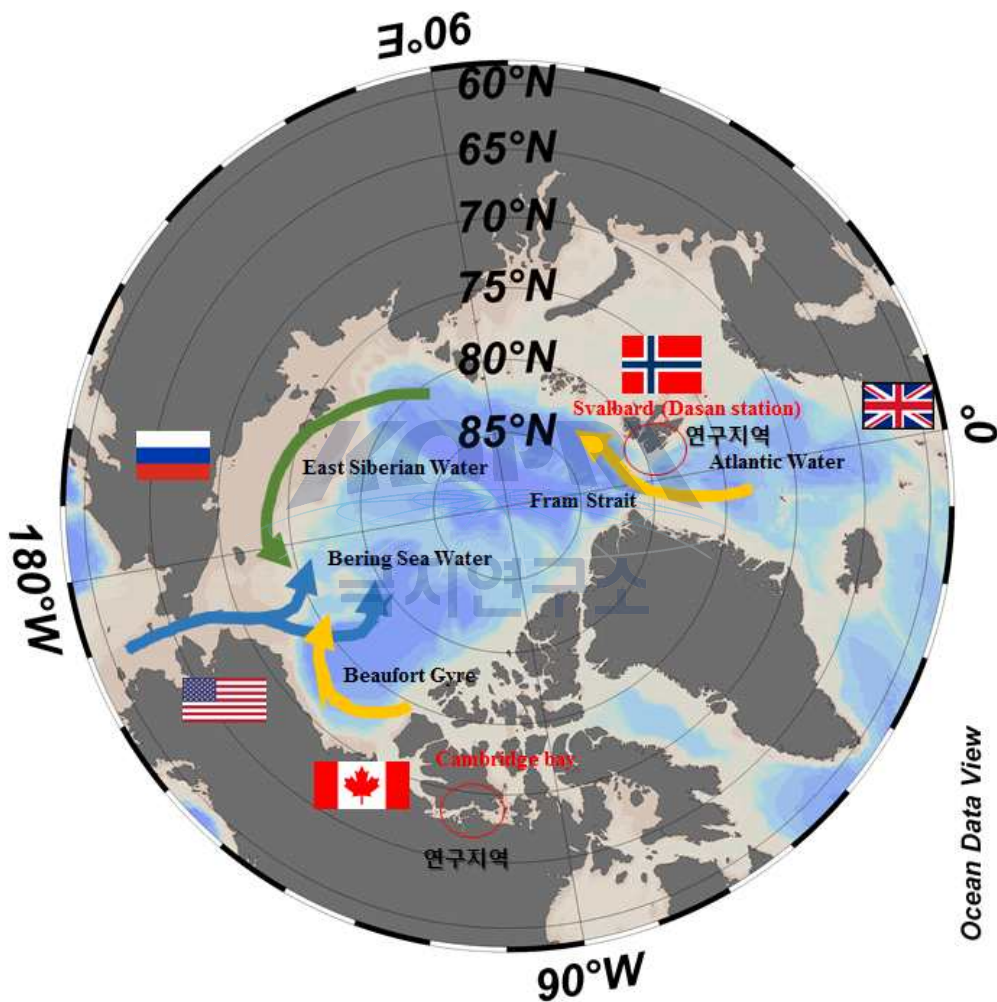 90°E
60°N
65°N
70°N
75°N
80°N
85°N
Svalbard (Dasan station)
연구지역
0°
Atlantic Water
East Siberian Water
Fram Strait
KOPRI
Bering Sea Water
극지연구소
180°W
Beaufort Gyre
Cambridge bay
연구지역
90°W
Ocean Data View